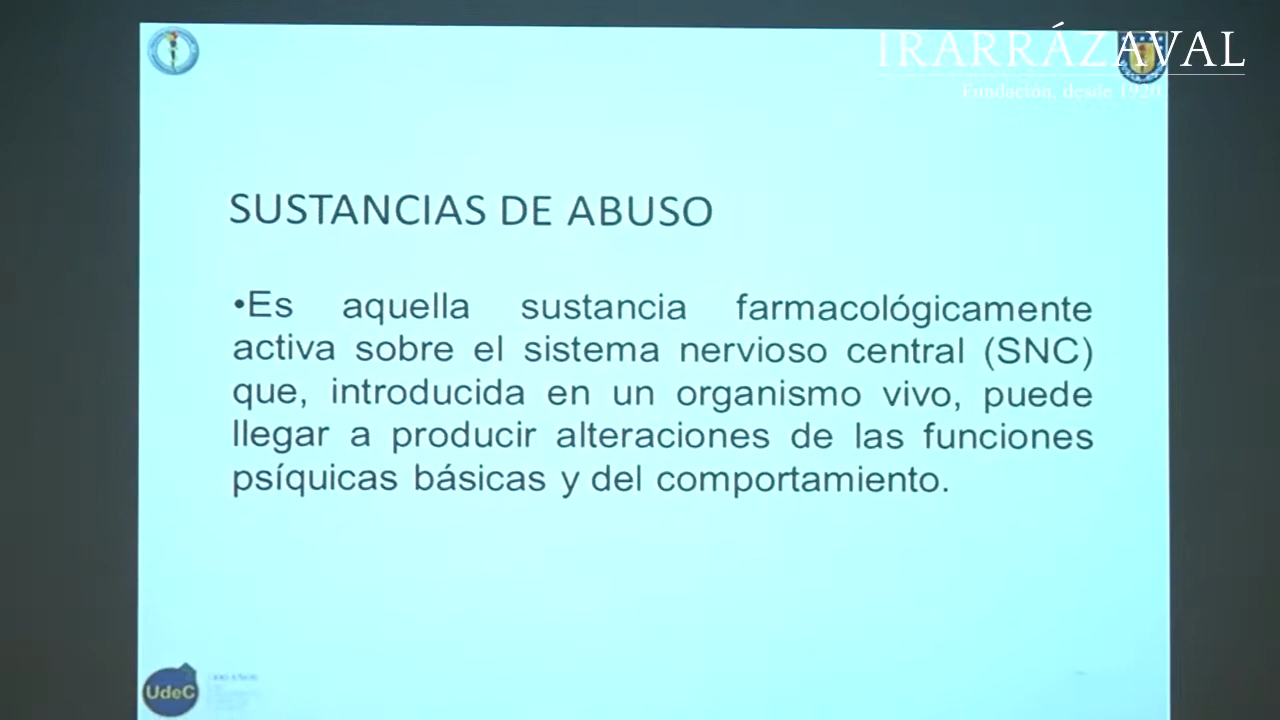 IRARRÁZAVAL
Fundación, desde 1920
SUSTANCIAS DE ABUSO
•Es aquella sustancia farmacológicamente
activa sobre el sistema nervioso central (SNC)
que, introducida en un organismo vivo, puede
llegar a producir alteraciones de las funciones
psíquicas básicas y del comportamiento.
UdeC